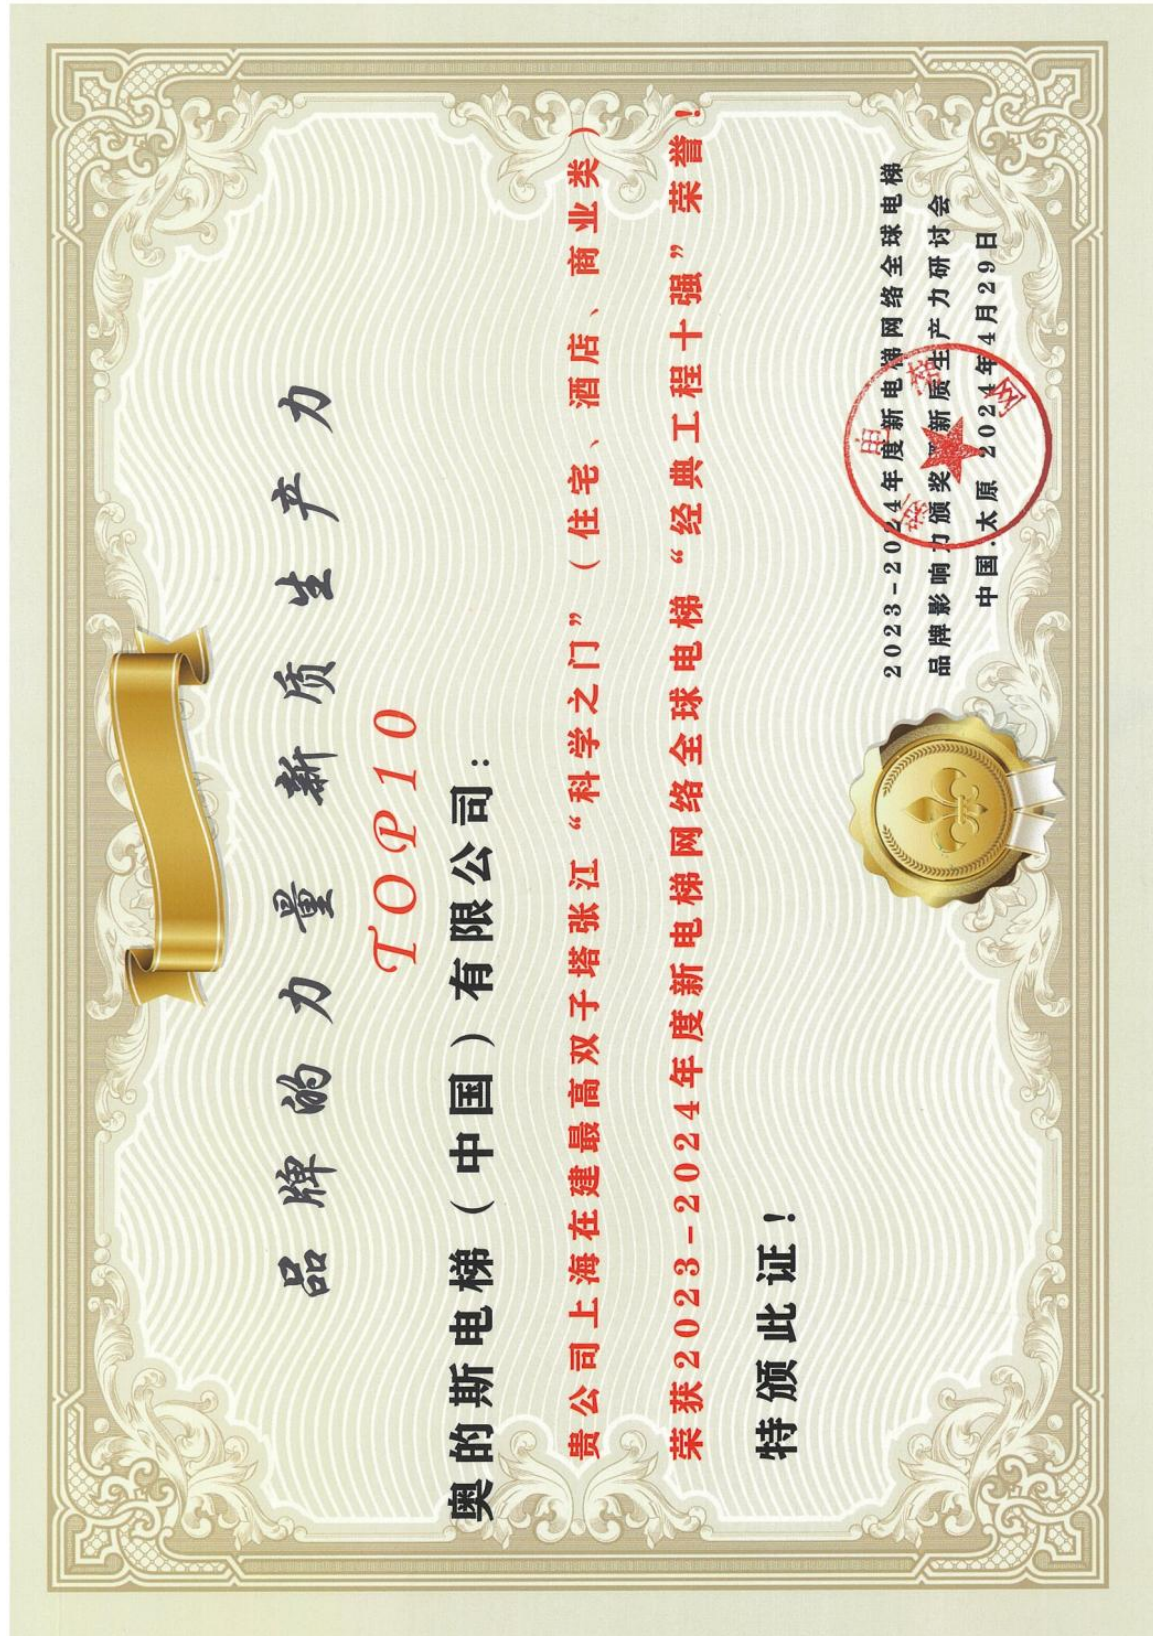 品牌的力量 新质生产力
TOP10
奥的斯电梯（中国）有限公司：
贵公司上海在建最高双子塔张江“科学之门”（住宅、酒店、商业类）
荣获2023-2024年度新电梯网络全球电梯“经典工程十强”荣誉！
特颁此证！
2023-2024年度新电梯网络全球电梯
品牌影响力颁奖暨新质生产力研讨会
中国·太原 2024年4月29日
新电梯网